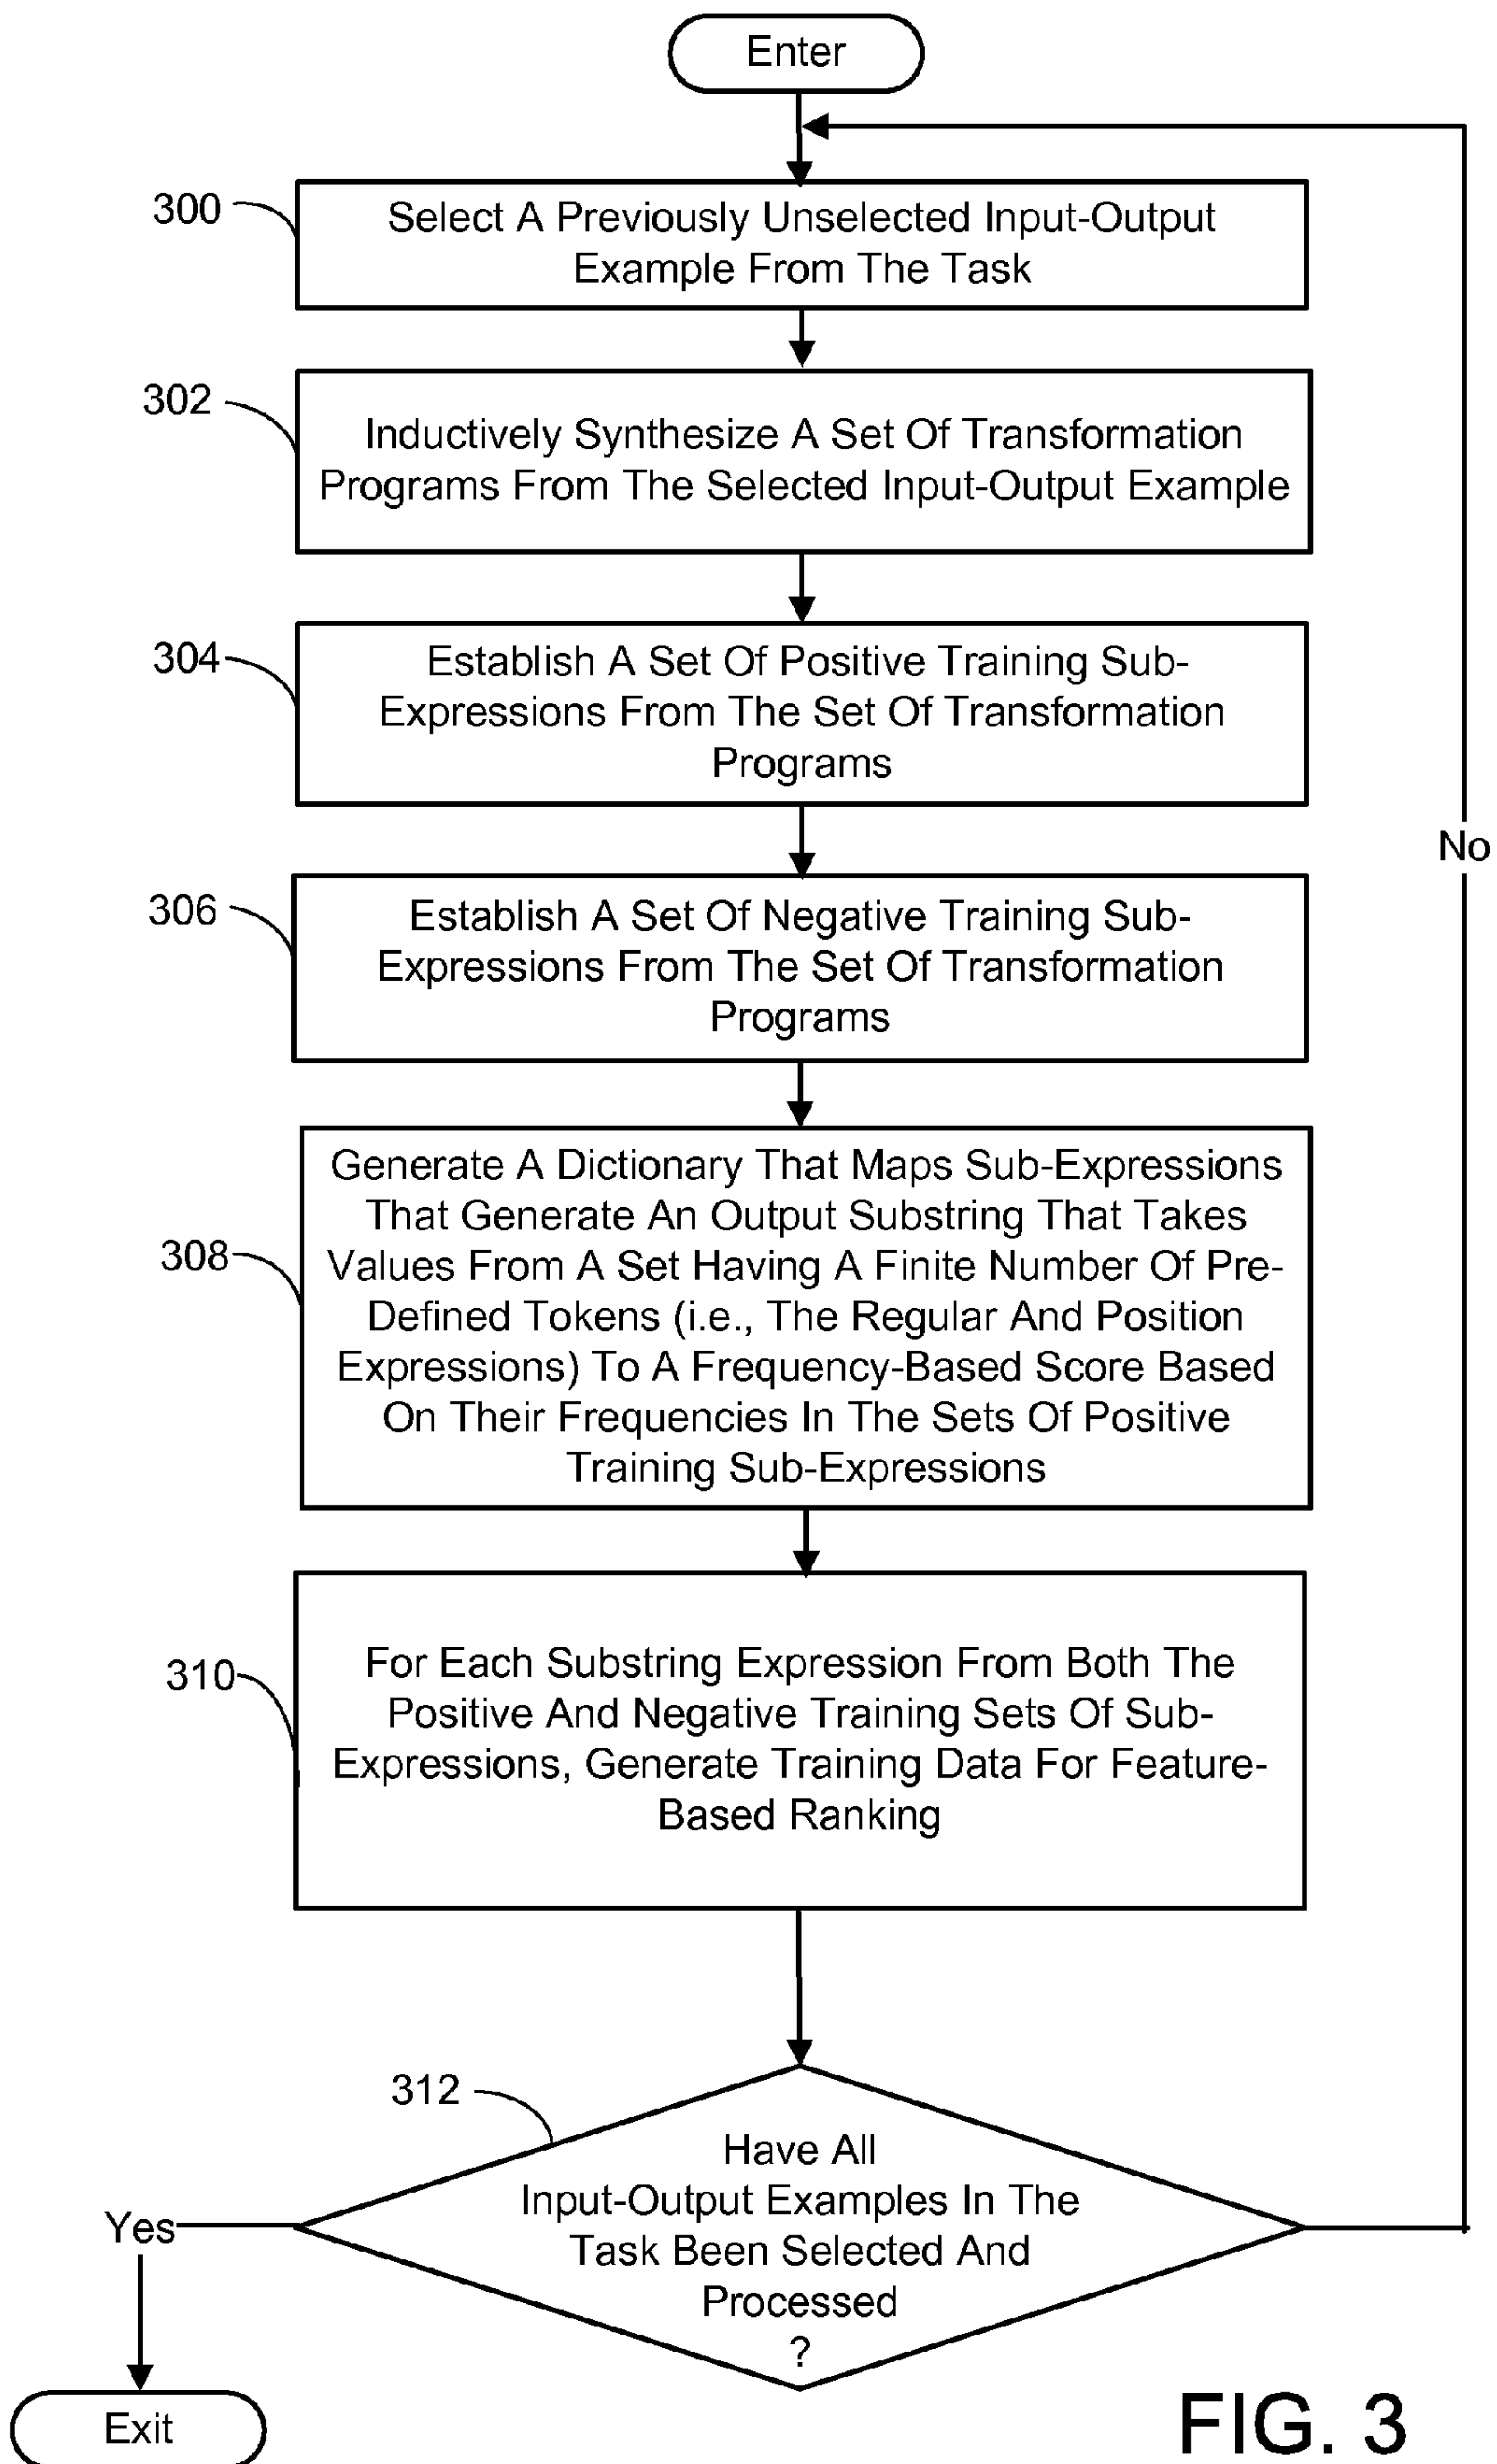 Enter
300
Select A Previously Unselected Input-Output
Example From The Task
302
Inductively Synthesize A Set Of Transformation
Programs From The Selected Input-Output Example
304
Establish A Set Of Positive Training Sub-
Expressions From The Set Of Transformation
Programs
No
306
Establish A Set Of Negative Training Sub-
Expressions From The Set Of Transformation
Programs
308
Generate A Dictionary That Maps Sub-Expressions
That Generate An Output Substring That Takes
Values From A Set Having A Finite Number Of Pre-
Defined Tokens (i.e., The Regular And Position
Expressions) To A Frequency-Based Score Based
On Their Frequencies In The Sets Of Positive
Training Sub-Expressions
310
For Each Substring Expression From Both The
Positive And Negative Training Sets Of Sub-
Expressions, Generate Training Data For Feature-
Based Ranking
312
Have All
Input-Output Examples In The
Task Been Selected And
Processed
?
Yes
Exit
FIG. 3